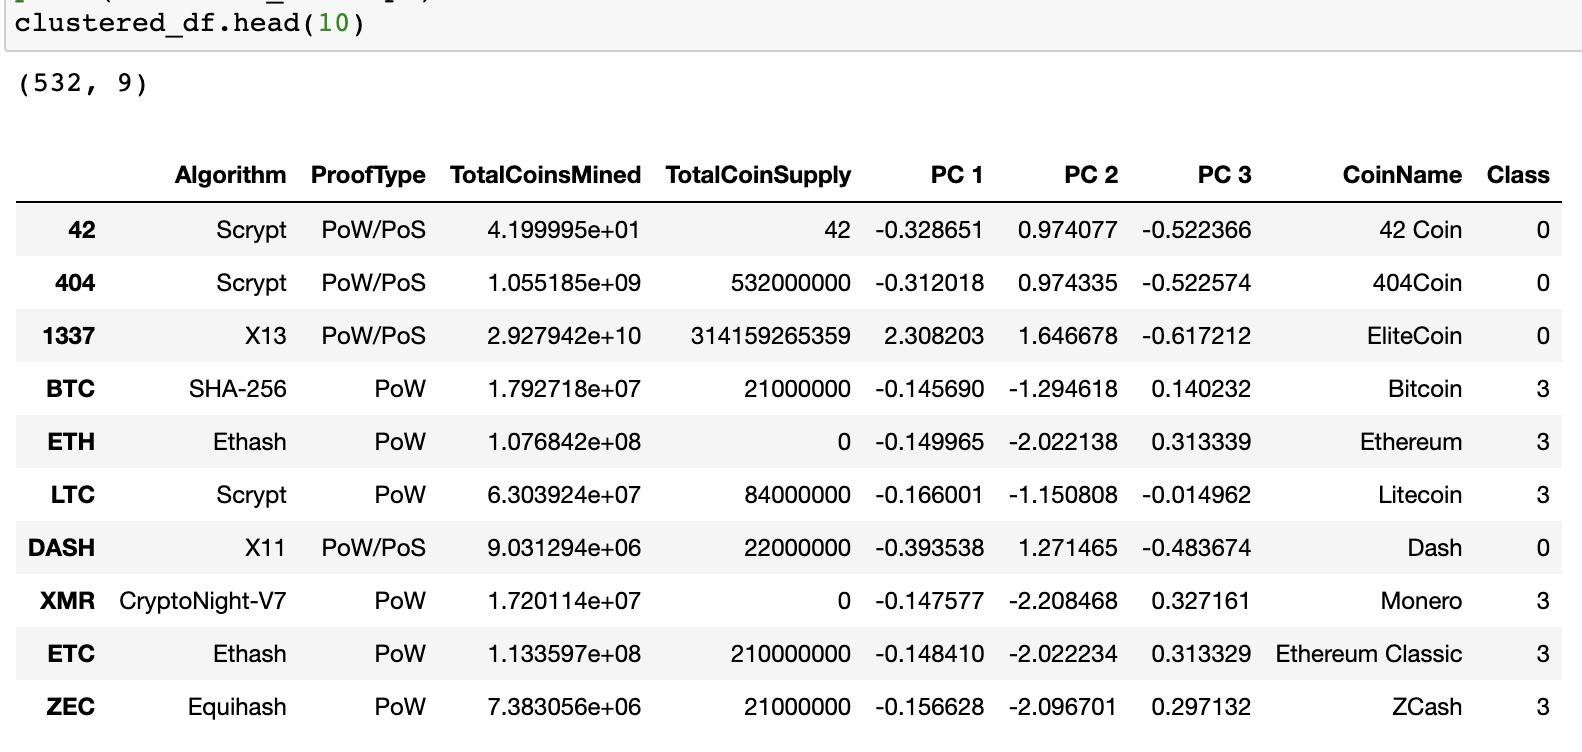 clustered_df.head(10)
(532, 9)
Algorithm ProofType TotalCoinsMined TotalCoinSupply PC 1 PC 2 PC 3 CoinName Class
42 Scrypt PoW/PoS 4.199995e+01 42 -0.328651 0.974077 -0.522366 42 Coin 0
404 Scrypt PoW/PoS 1.055185e+09 532000000 -0.312018 0.974335 -0.522574 404Coin 0
1337 X13 PoW/PoS 2.927942e+10 314159265359 2.308203 1.646678 -0.617212 EliteCoin 0
BTC SHA-256 PoW 1.792718e+07 21000000 -0.145690 -1.294618 0.140232 Bitcoin 3
ETH Ethash PoW 1.076842e+08 0 -0.149965 -2.022138 0.313339 Ethereum 3
LTC Scrypt PoW 6.303924e+07 84000000 -0.166001 -1.150808 -0.014962 Litecoin 3
DASH X11 PoW/PoS 9.031294e+06 22000000 -0.393538 1.271465 -0.483674 Dash 0
XMR CryptoNight-V7 PoW 1.720114e+07 0 -0.147577 -2.208468 0.327161 Monero 3
ETC Ethash PoW 1.133597e+08 210000000 -0.148410 -2.022234 0.313329 Ethereum Classic 3
ZEC Equihash PoW 7.383056e+06 21000000 -0.156628 -2.096701 0.297132 ZCash 3